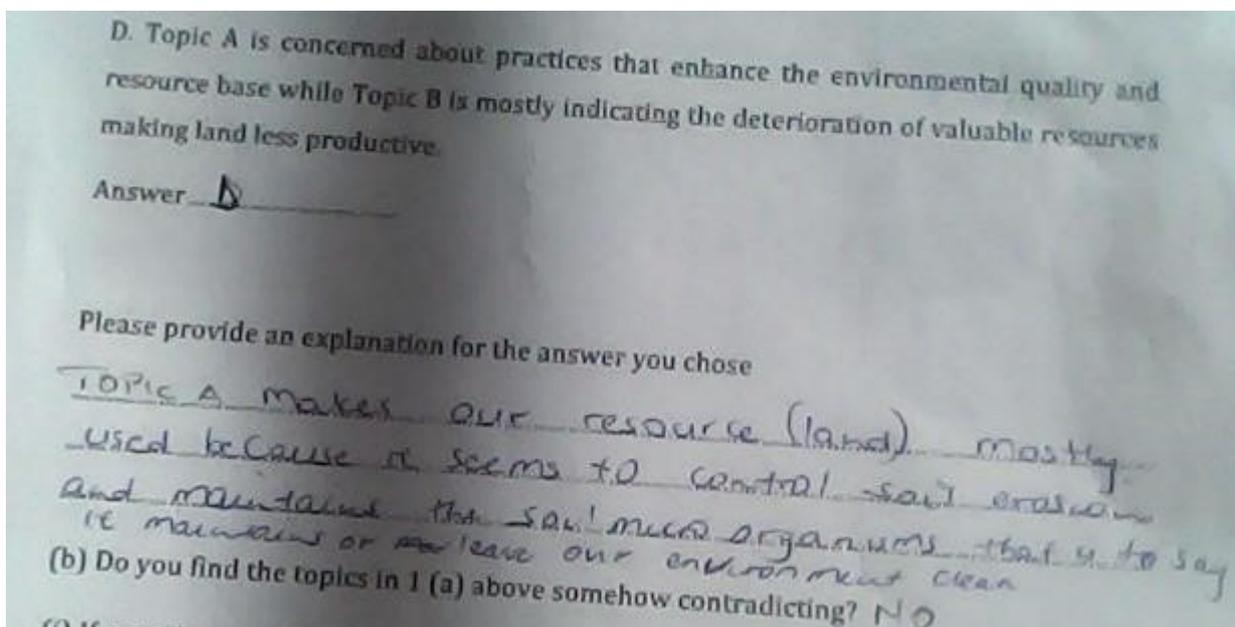 D. Topic A is concerned about practices that enhance the environmental quality and
resource base while Topic B is mostly indicating the deterioration of valuable resources
making land less productive.
Answer D
Please provide an explanation for the answer you chose
TOPIC A makes our resource (land) mostly
used because it seems to control soil erosion
and maintains the soil micro organisms that is to say
it maintains or leave our environment clean
(b) Do you find the topics in 1 (a) above somehow contradicting? NO